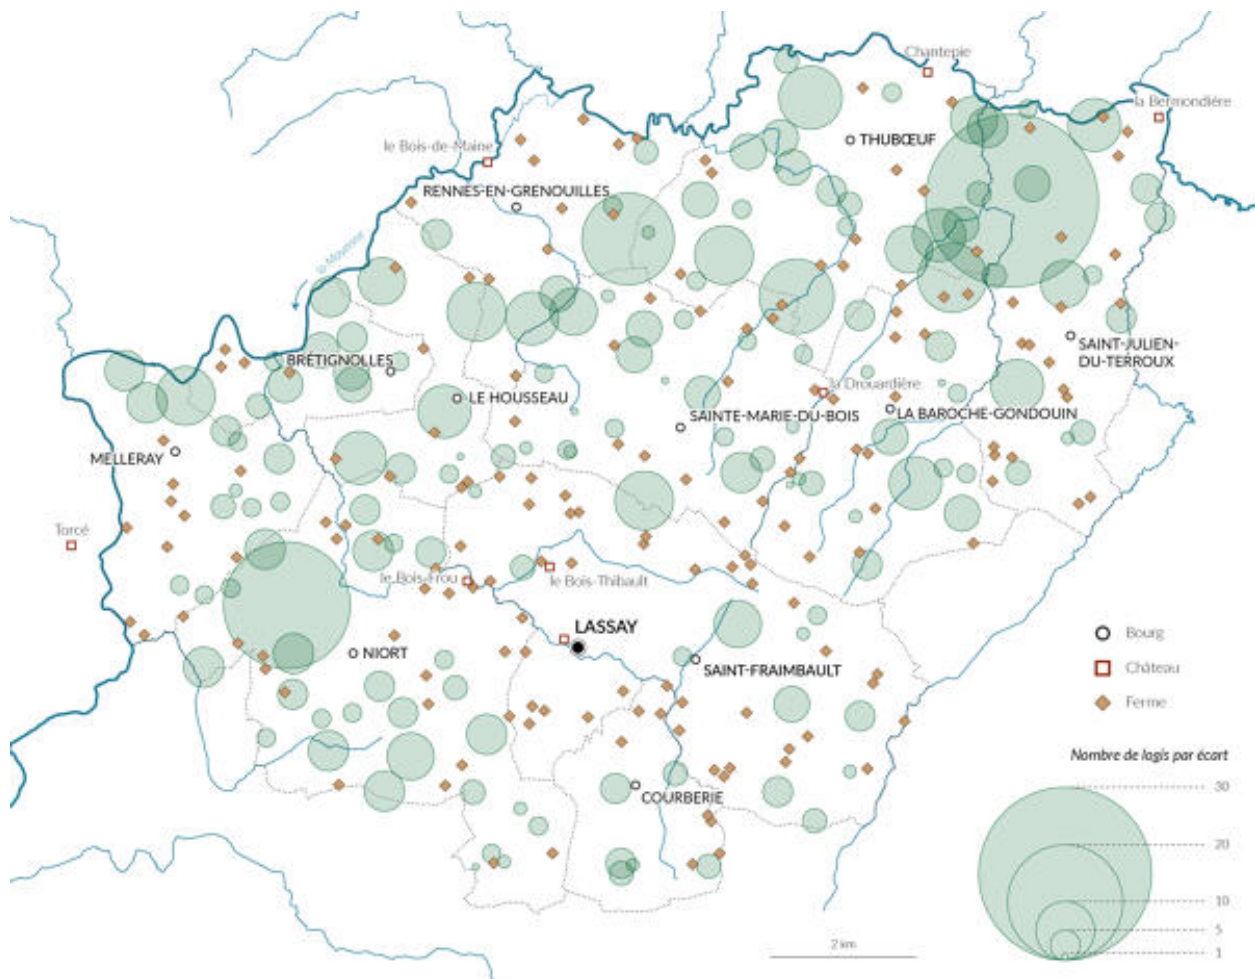 Chantepie
la Bermondière
THUBŒUF
le Bois-de-Maine
RENNES-EN-GRENOUILLES
la Mayenne
SAINT-JULIEN-
DU-TERROUX
BRÉTIGNOLLES
la Drouardière
LE HOUSSEAU
LA BAROCHE-GONDOUIN
SAINTE-MARIE-DU-BOIS
MELLERAY
Torcé
le Bois-Frou
le Bois-Thibault
LASSAY
Bourg
NIORT
SAINT-FRAIMBAULT
Château
Ferme
Nombre de logis par écart
30
COURBERIE
20
10
5
1
2 km